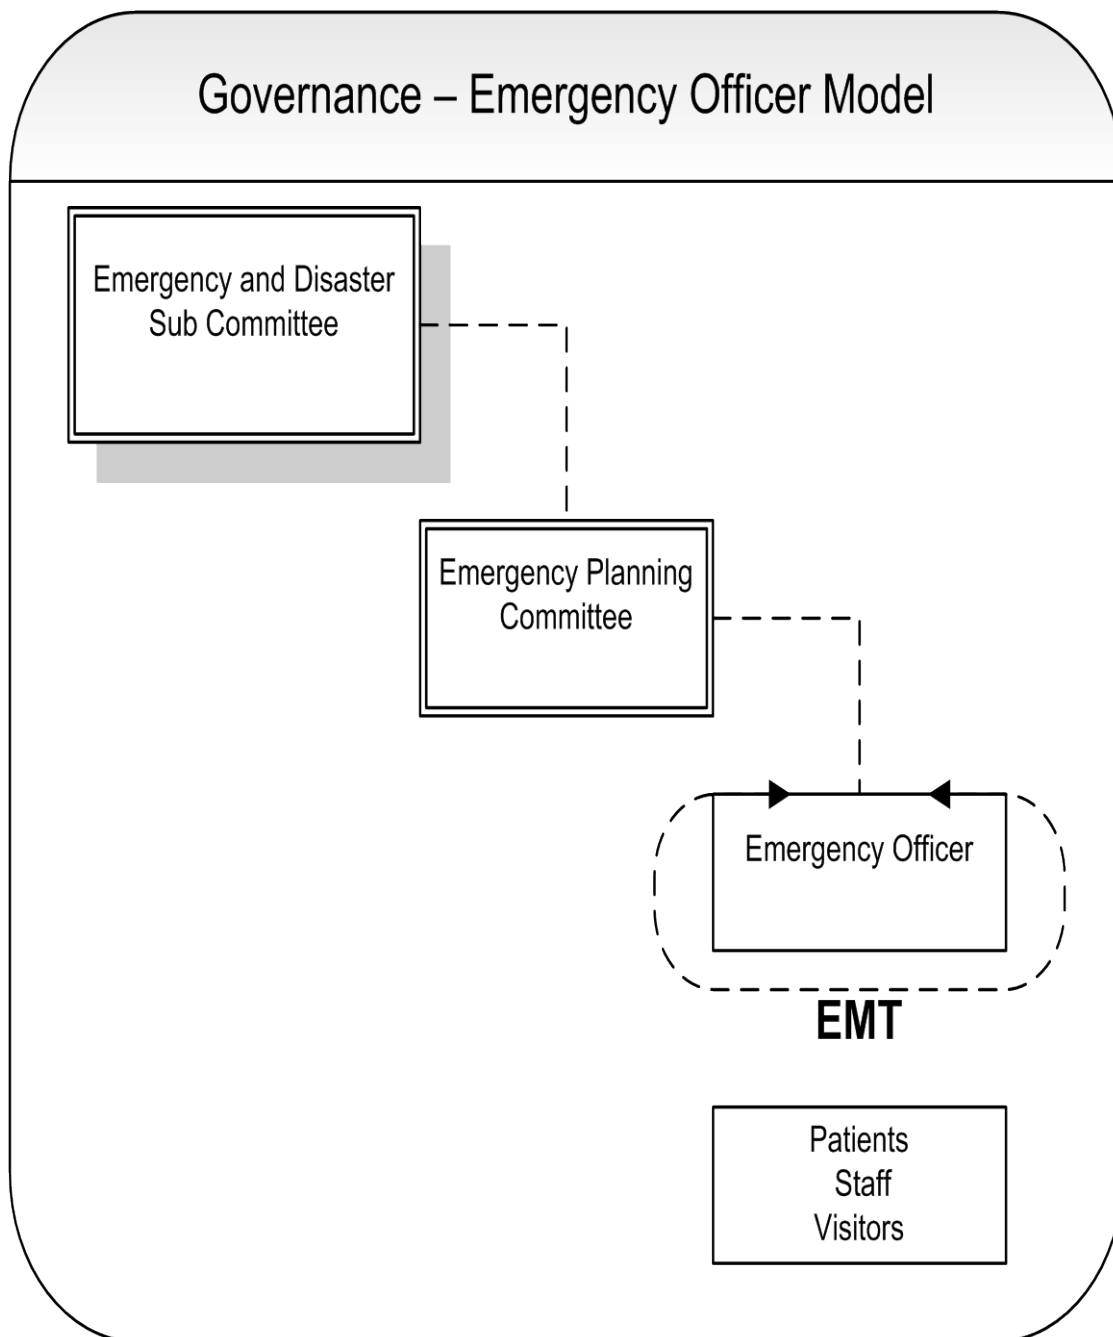 Governance – Emergency Officer Model
Emergency and Disaster
Sub Committee
Emergency Planning
Committee
Emergency Officer
EMT
Patients
Staff
Visitors